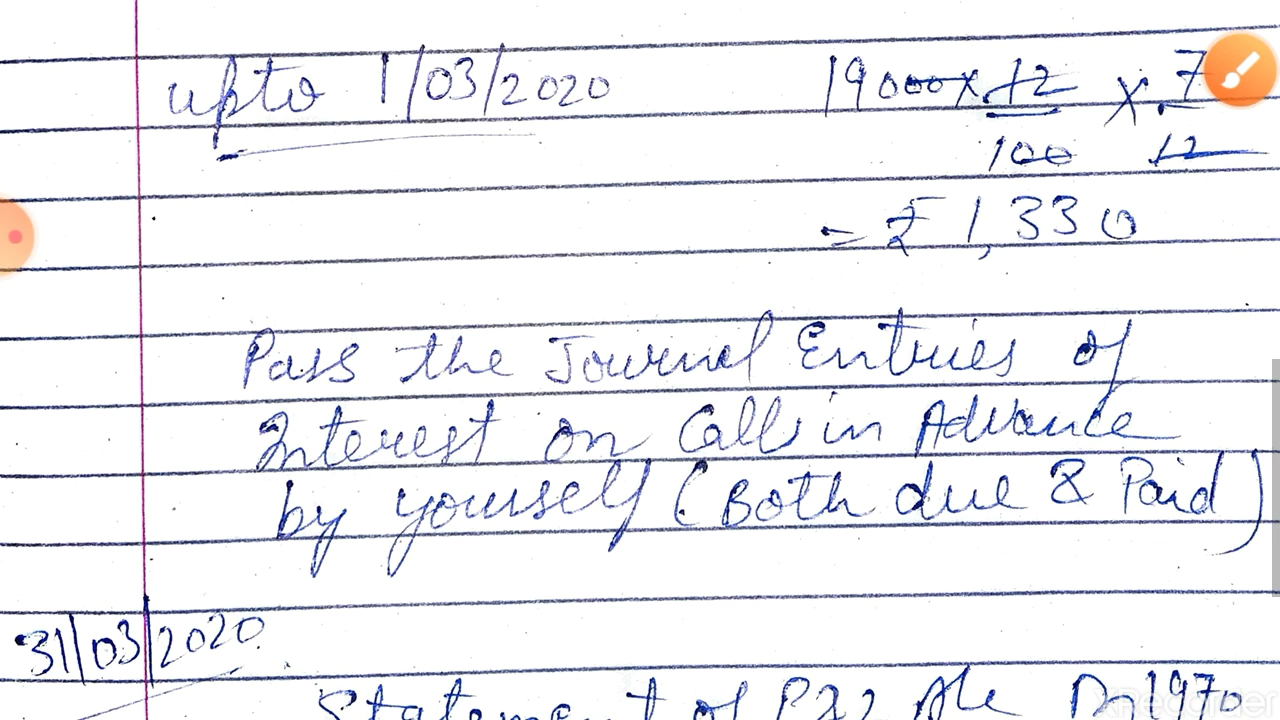 upto 1/03/2020
19000 x 12/100 x 7/12
= ₹ 1,330
Pass the Journal Entries of
Interest on Calls in Advance
by yourself (Both due & Paid)
31/03/2020
Statement of P&L A/c Dr 1970
XRecorder